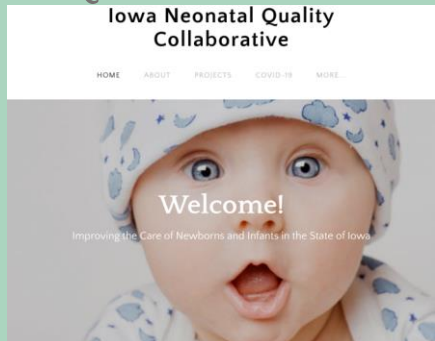 Iowa Neonatal Quality
Collaborative
HOME ABOUT PROJECTS COVID-19 MORE...
Welcome!
Improving the Care of Newborns and Infants in the State of Iowa